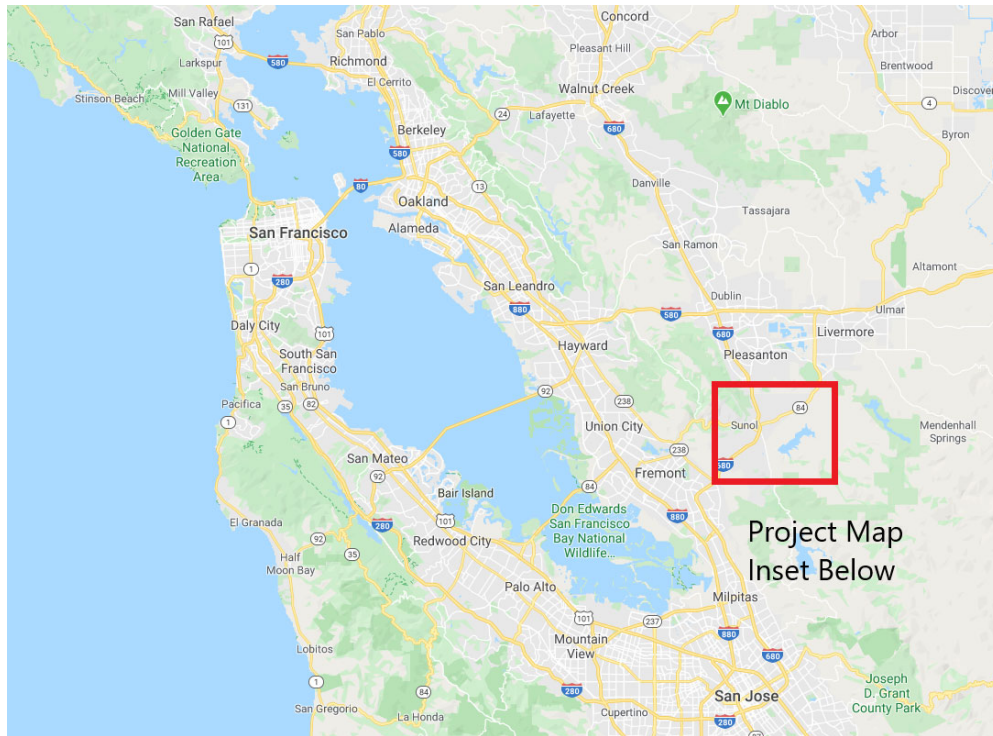 San Rafael
101
580
San Pablo
Concord
Pleasant Hill
Arbor
Larkspur
Richmond
Brentwood
El Cerrito
Walnut Creek
Mill Valley
Stinson Beach
131
Mt Diablo
Discove
4
Lafayette
24
680
Golden Gate
National
Recreation
Area
Berkeley
Byron
580
80
13
Danville
Oakland
Alameda
Tassajara
San Francisco
San Ramon
1
280
Altamont
San Leandro
Dublin
880
580
Ulmar
Daly City
101
680
Livermore
Hayward
South San
Francisco
Pleasanton
San Bruno
92
Pacifica
35
82
238
84
1
Union City
Sunol
Mendenhall
Springs
238
San Mateo
680
92
Fremont
84
Bair Island
Don Edwards
San Francisco
Bay National
Wildlife...
880
El Granada
280
101
Project Map
Inset Below
92
Redwood City
35
Half
Moon Bay
Palo Alto
Milpitas
101
237
Mountain
View
880
Lobitos
680
1
84
280
San Jose
Joseph
D. Grant
County Park
San Gregorio
La Honda
Cupertino
280
87
101